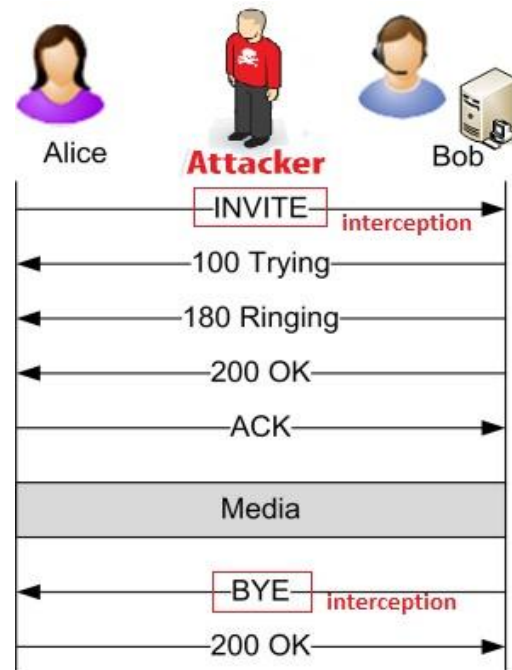 Alice
Attacker
Bob
INVITE
interception
100 Trying
180 Ringing
200 OK
ACK
Media
BYE
interception
200 OK